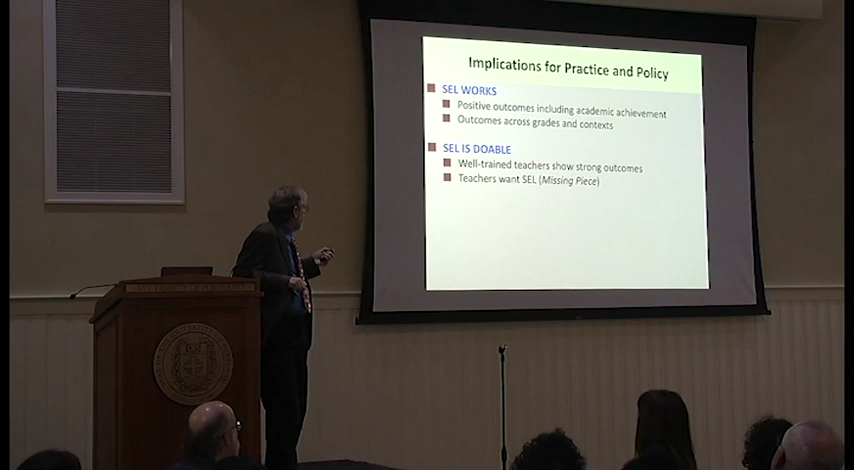 Implications for Practice and Policy
SEL WORKS
Positive outcomes including academic achievement
Outcomes across grades and contexts
SEL IS DOABLE
Well-trained teachers show strong outcomes
Teachers want SEL (Missing Piece)